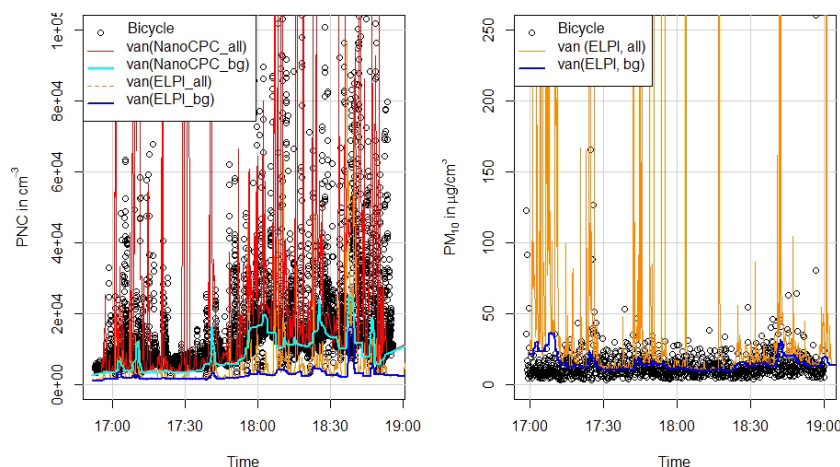 Bicycle
van(NanoCPC_all)
van(NanoCPC_bg)
van(ELPI_all)
van(ELPI_bg)
PNC in cm⁻³
0e+00
2e+04
4e+04
6e+04
8e+04
1e+05
17:00
17:30
18:00
18:30
19:00
Time
Bicycle
van (ELPI, all)
van(ELPI, bg)
PM₁₀ in µg/cm³
0
50
100
150
200
250
17:00
17:30
18:00
18:30
19:00
Time